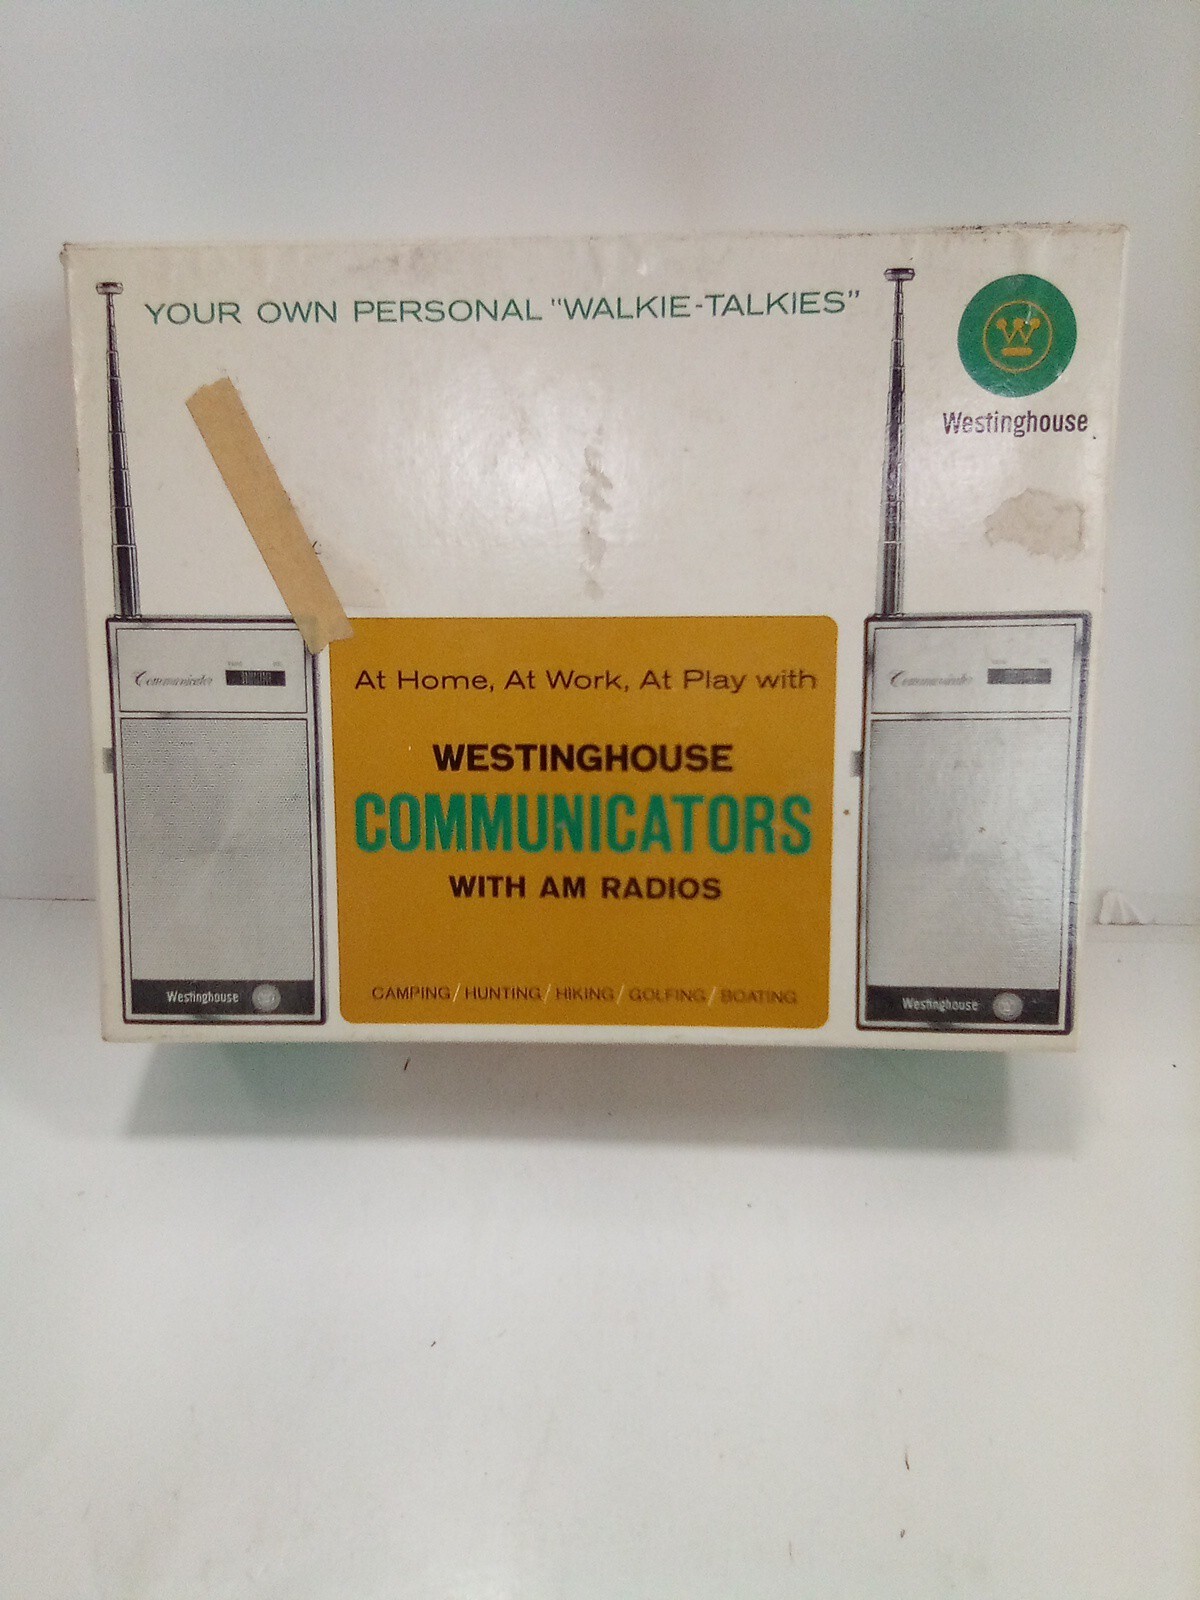 YOUR OWN PERSONAL "WALKIE-TALKIES"
W
Westinghouse
Communicator
Communicator
At Home, At Work, At Play with
WESTINGHOUSE
COMMUNICATORS
WITH AM RADIOS
CAMPING/HUNTING/HIKING/GOLFING/BOATING
Westinghouse
Westinghouse